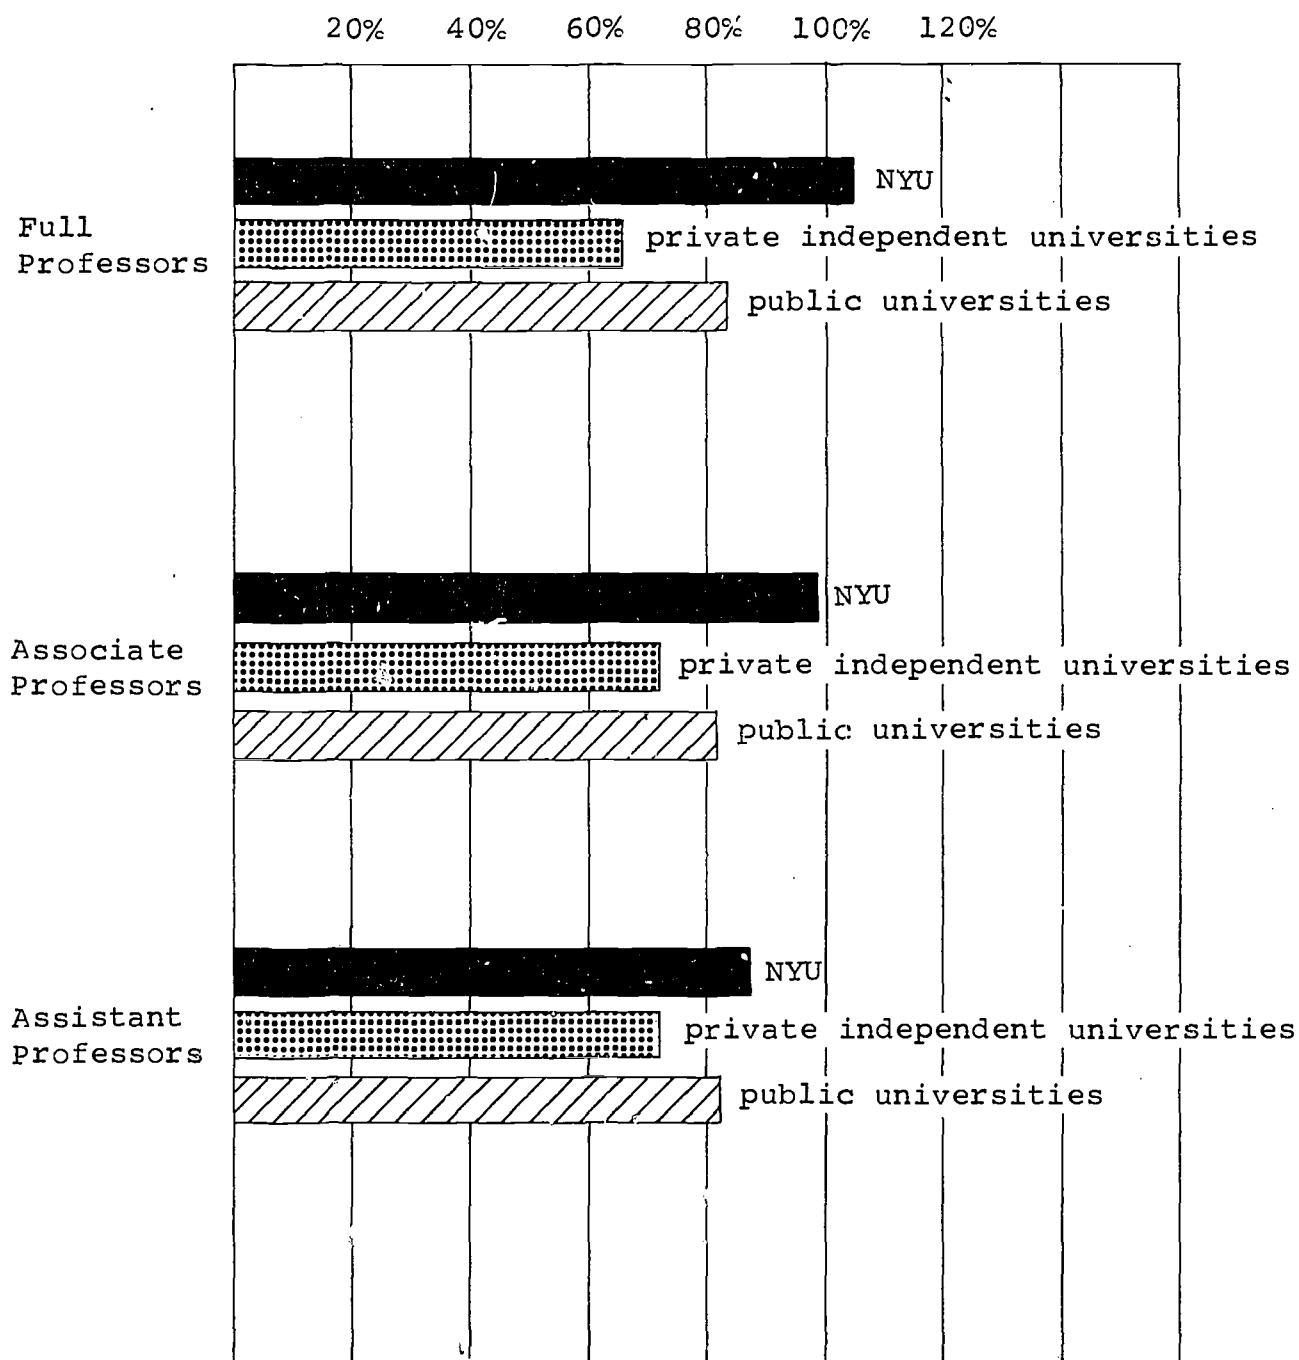 20% 40% 60% 80% 100% 120%
NYU
Full
Professors
private independent universities
public universities
NYU
Associate
Professors
private independent universities
public universities
NYU
Assistant
Professors
private independent universities
public universities